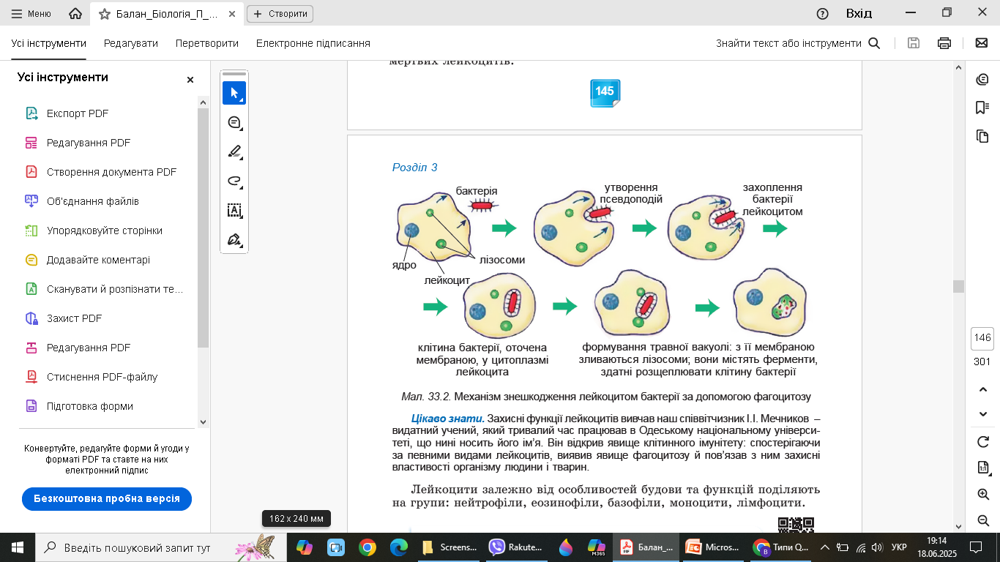 Меню
Балан_Біологія_П_...
Створити
Вхід
Усі інструменти
Редагувати
Перетворити
Електронне підписання
Знайти текст або інструменти
Усі інструменти
Експорт PDF
Редагування PDF
Створення документа PDF
Об'єднання файлів
Упорядковуйте сторінки
Додавайте коментарі
Сканувати й розпізнати те...
Захист PDF
Редагування PDF
Стиснення PDF-файлу
Підготовка форми
Конвертуйте, редагуйте форми й угоди у
форматі PDF та ставте на них
електронний підпис
Безкоштовна пробна версія
мертвих лейкоцитів.
145
Розділ 3
бактерія
утворення
псевдоподій
захоплення
бактерії
лейкоцитом
ядро
лізосоми
лейкоцит
клітина бактерії, оточена
мембраною, у цитоплазмі
лейкоцита
формування травної вакуолі: з її мембраною
зливаються лізосоми; вони містять ферменти,
здатні розщеплювати клітину бактерії
Мал. 33.2. Механізм знешкодження лейкоцитом бактерії за допомогою фагоцитозу
Цікаво знати. Захисні функції лейкоцитів вивчав наш співвітчизник І.І. Мечников –
видатний учений, який тривалий час працював в Одеському національному універси-
теті, що нині носить його ім'я. Він відкрив явище клітинного імунітету: спостерігаючи
за певними видами лейкоцитів, виявив явище фагоцитозу й пов'язав з ним захисні
властивості організму людини і тварин.
Лейкоцити залежно від особливостей будови та функцій поділяють
на групи: нейтрофіли, еозинофіли, базофіли, моноцити, лімфоцити.
162 x 240 мм
146
301
1:1
Введіть пошуковий запит тут
M365
Screens...
Rakute...
Балан_...
Micros...
Типи Q...
УКР
19:14
18.06.2025